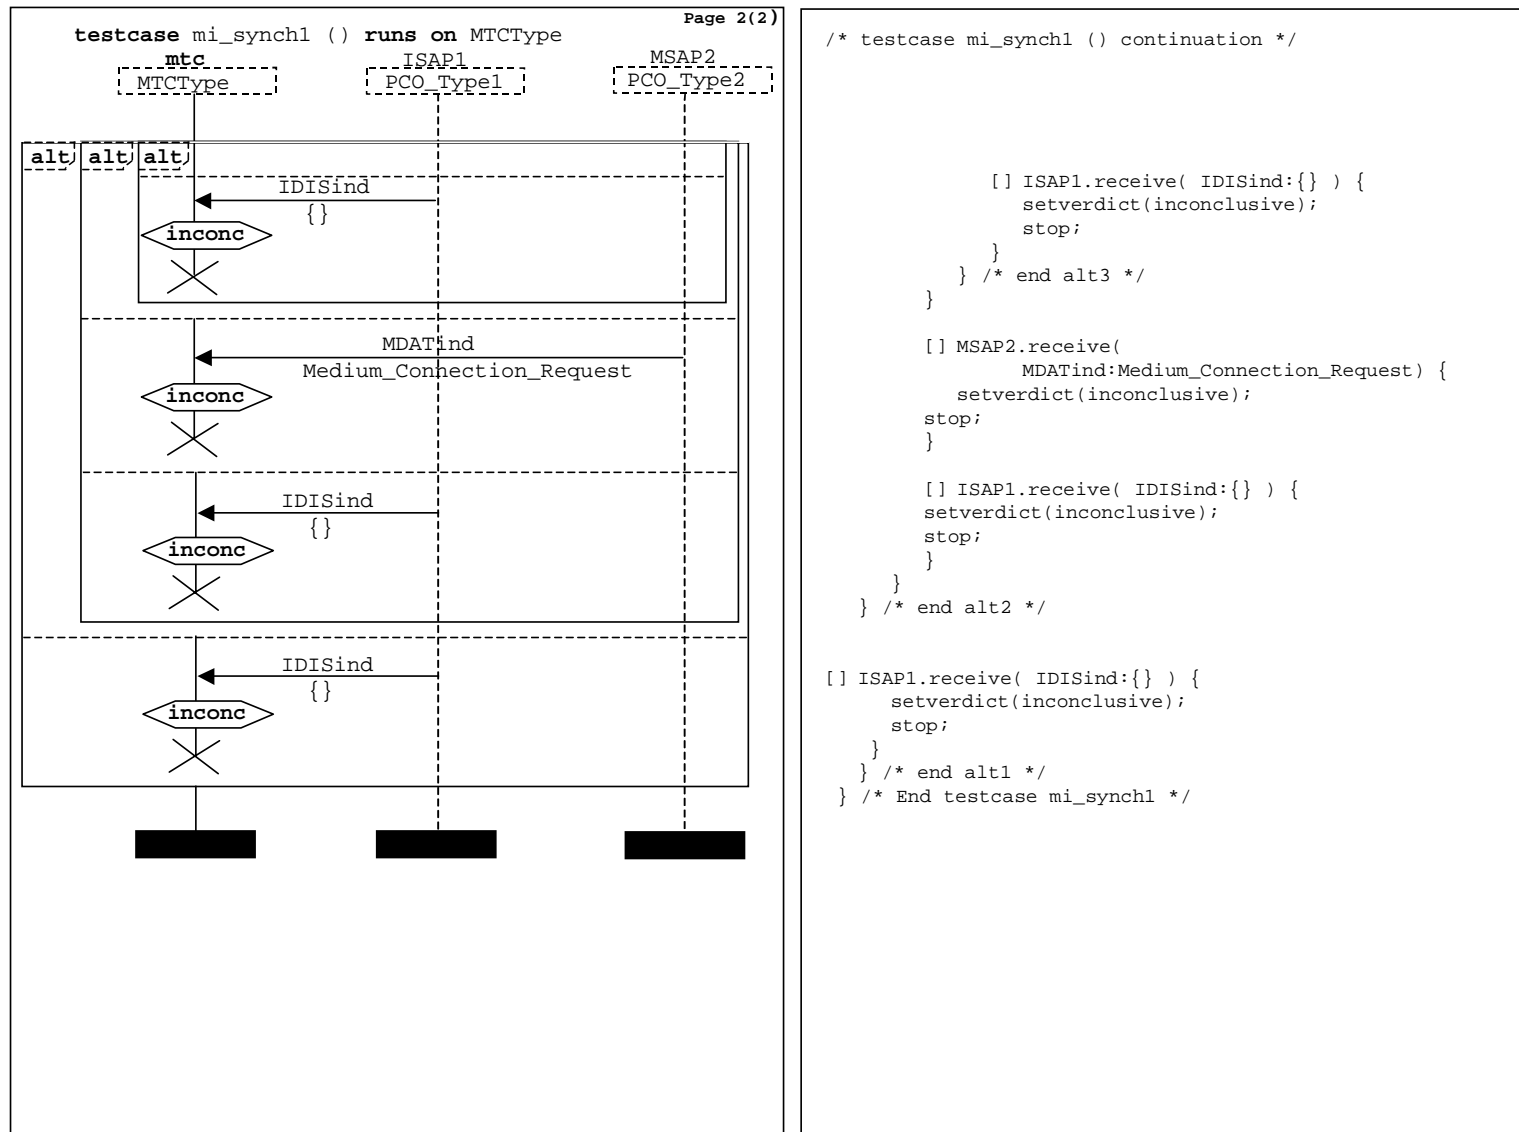 Page 2(2)
testcase mi_synch1 () runs on MTCType
mtc ISAP1 MSAP2
MTCType PCO_Type1 PCO_Type2
alt alt alt
IDISind
{}
inconc
MDATind
Medium_Connection_Request
inconc
IDISind
{}
inconc
IDISind
{}
inconc
/* testcase mi_synch1 () continuation */
[] ISAP1.receive( IDISind:{} ) {
setverdict(inconclusive);
stop;
}
} /* end alt3 */
}
[] MSAP2.receive(
MDATind:Medium_Connection_Request) {
setverdict(inconclusive);
stop;
}
[] ISAP1.receive( IDISind:{} ) {
setverdict(inconclusive);
stop;
}
}
} /* end alt2 */
[] ISAP1.receive( IDISind:{} ) {
setverdict(inconclusive);
stop;
}
} /* end alt1 */
} /* End testcase mi_synch1 */